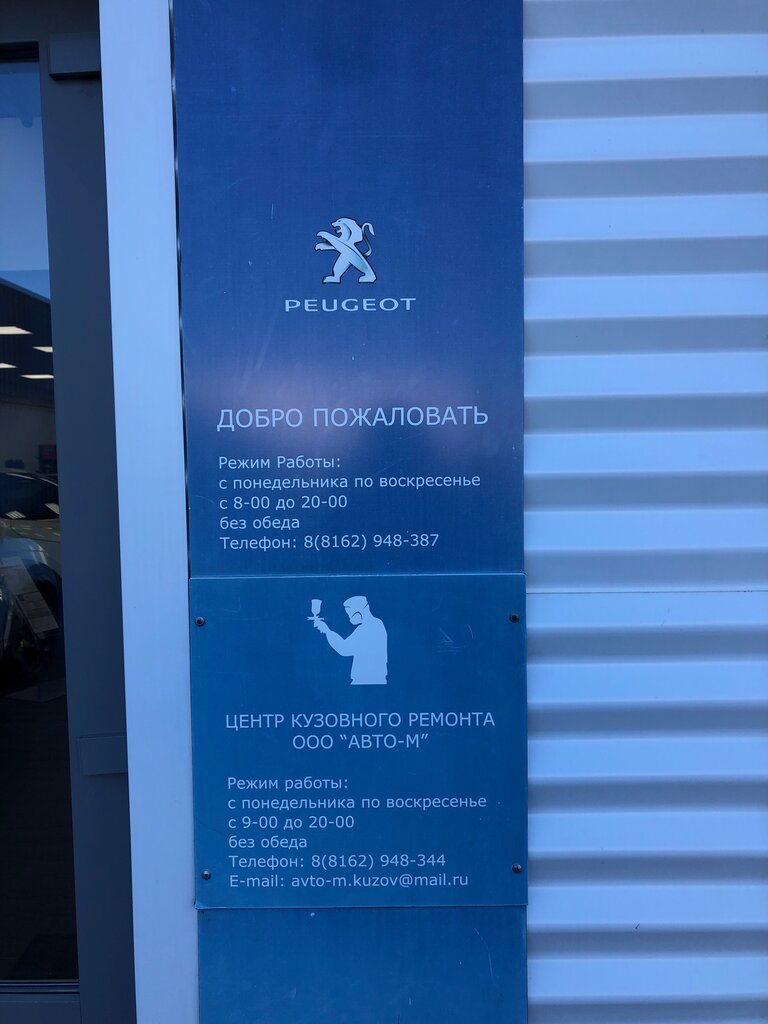 PEUGEOT
ДОБРО ПОЖАЛОВАТЬ
Режим Работы:
с понедельника по воскресенье
с 8-00 до 20-00
без обеда
Телефон: 8(8162) 948-387
ЦЕНТР КУЗОВНОГО РЕМОНТА
ООО “АВТО-М”
Режим работы:
с понедельника по воскресенье
с 9-00 до 20-00
без обеда
Телефон: 8(8162) 948-344
E-mail: avto-m.kuzov@mail.ru